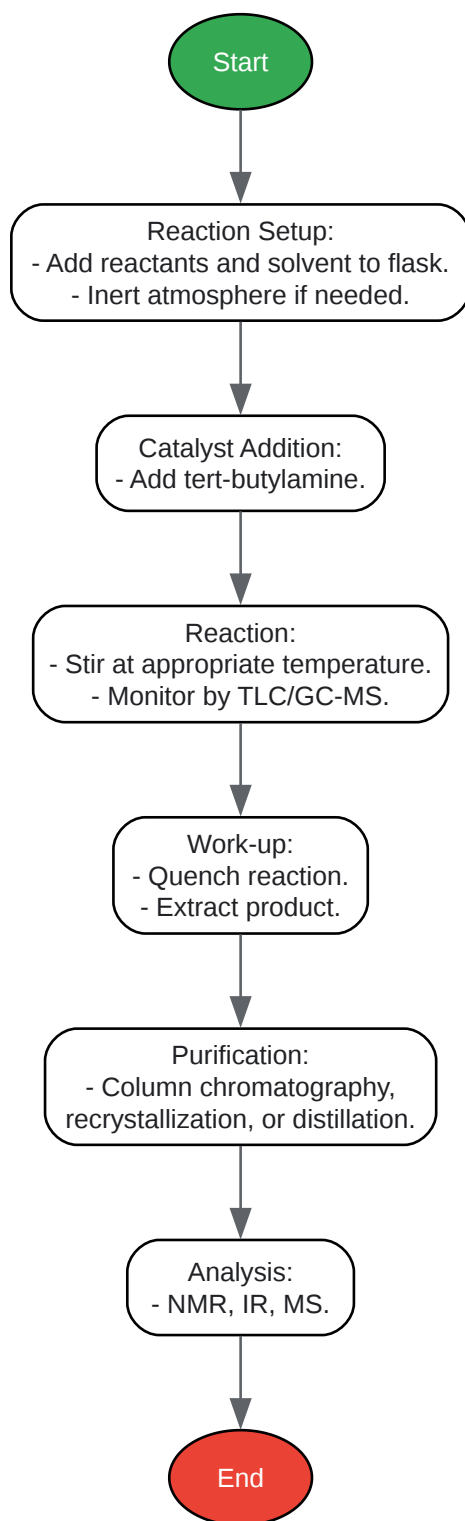 Start
Reaction Setup:
- Add reactants and solvent to flask.
- Inert atmosphere if needed.
Catalyst Addition:
- Add tert-butylamine.
Reaction:
- Stir at appropriate temperature.
- Monitor by TLC/GC-MS.
Work-up:
- Quench reaction.
- Extract product.
Purification:
- Column chromatography,
recrystallization, or distillation.
Analysis:
- NMR, IR, MS.
End